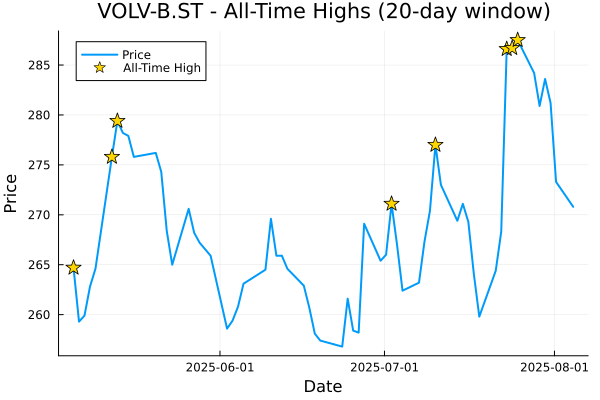 VOLV-B.ST - All-Time Highs (20-day window)
Price
All-Time High
285
280
275
270
265
260
Price
2025-06-01
2025-07-01
2025-08-01
Date